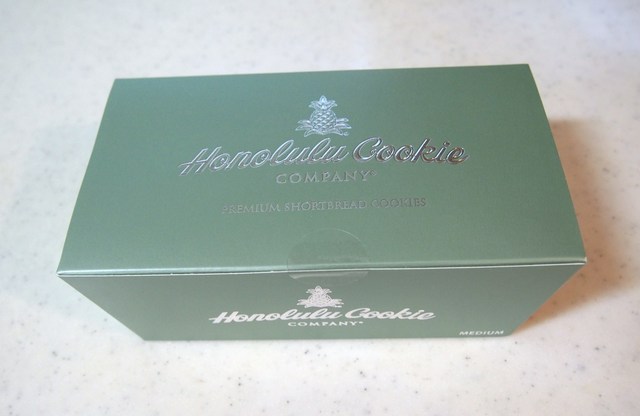 Honolulu Cookie
COMPANY®
PREMIUM SHORTBREAD COOKIES
Honolulu Cookie
COMPANY®
MEDIUM